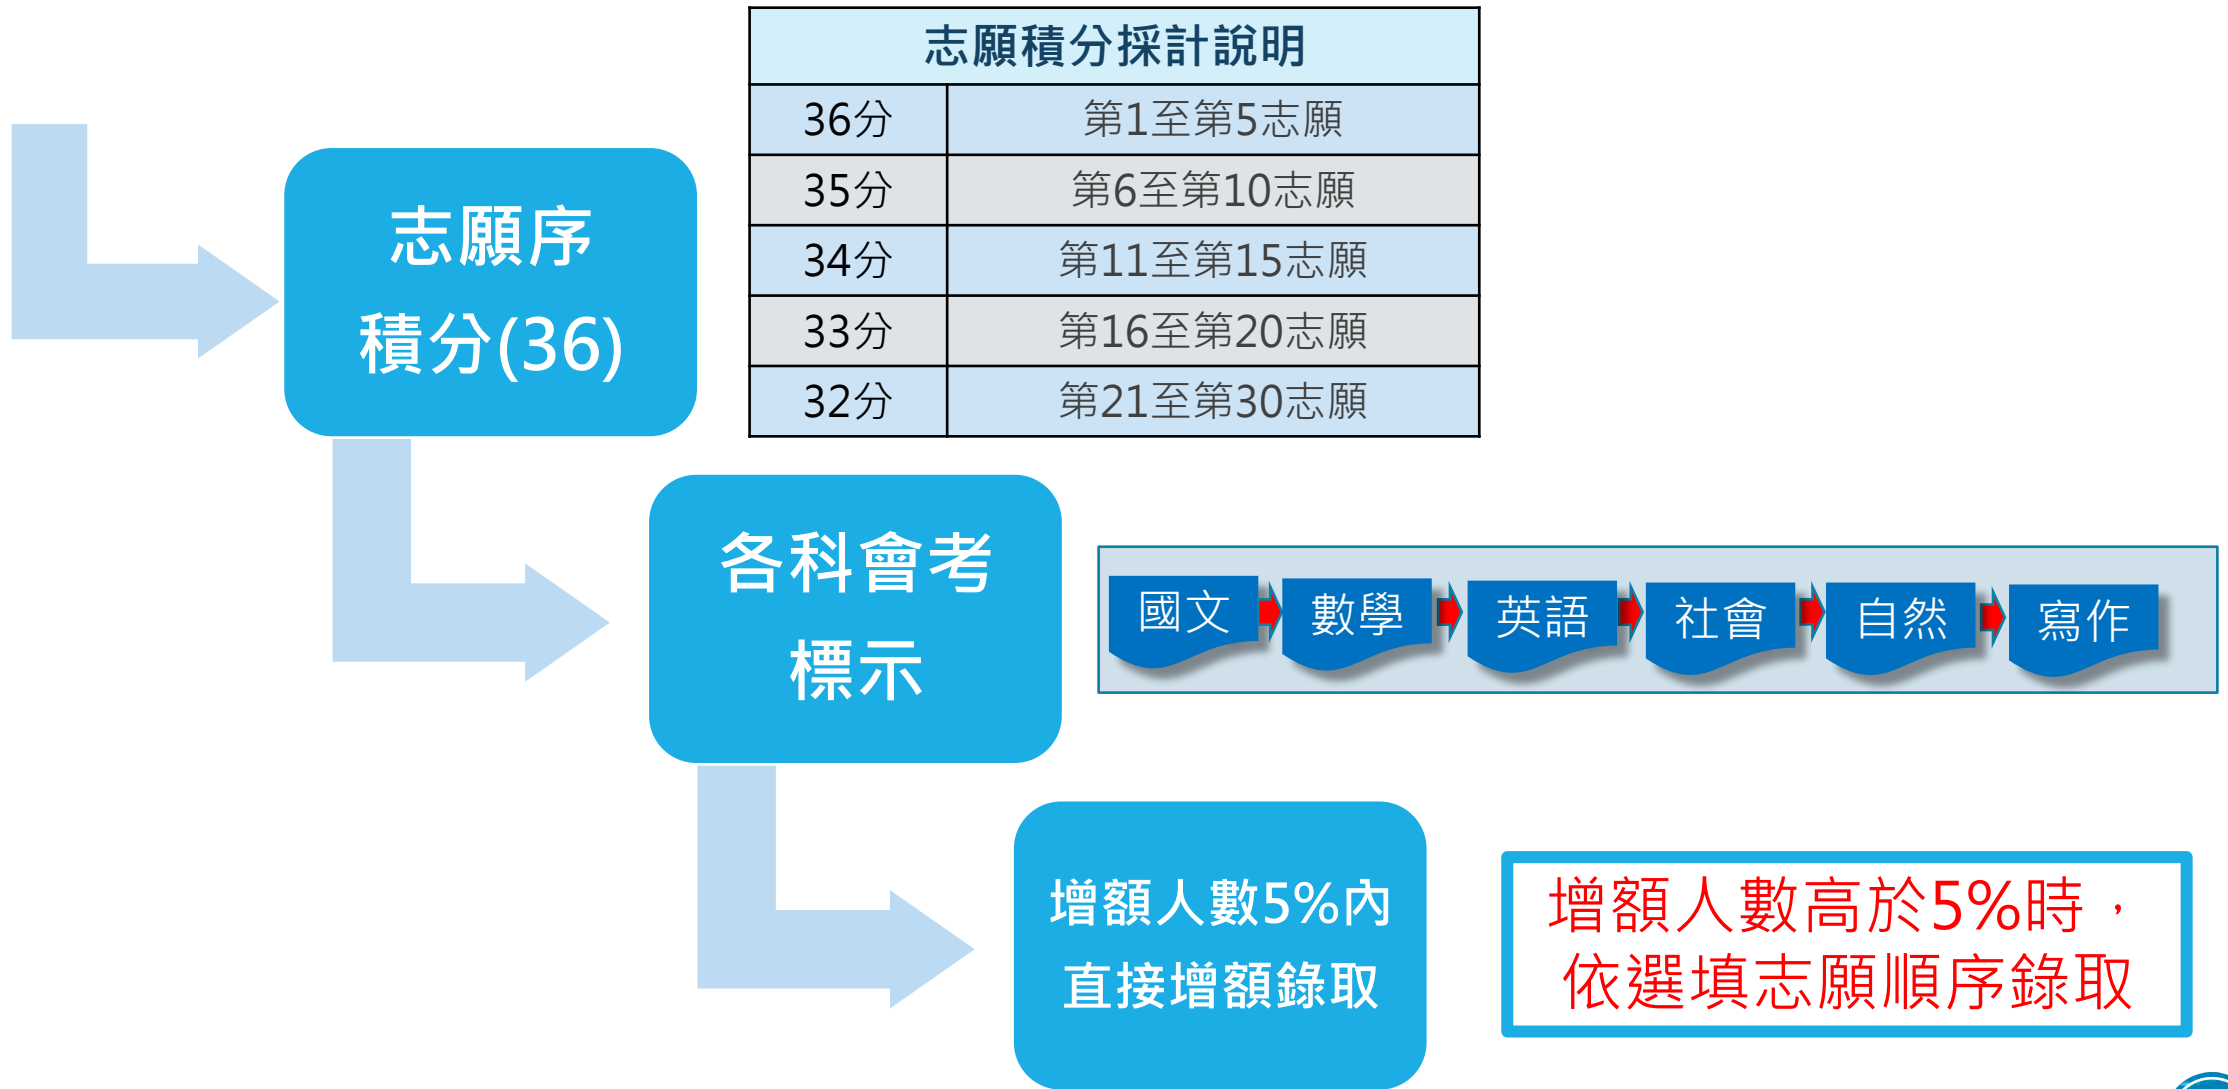 志願積分採計說明
36分 第1至第5志願
35分 第6至第10志願
34分 第11至第15志願
33分 第16至第20志願
32分 第21至第30志願
志願序
積分(36)
各科會考
標示
國文 數學 英語 社會 自然 寫作
增額人數5%內
直接增額錄取
增額人數高於5%時，
依選填志願順序錄取